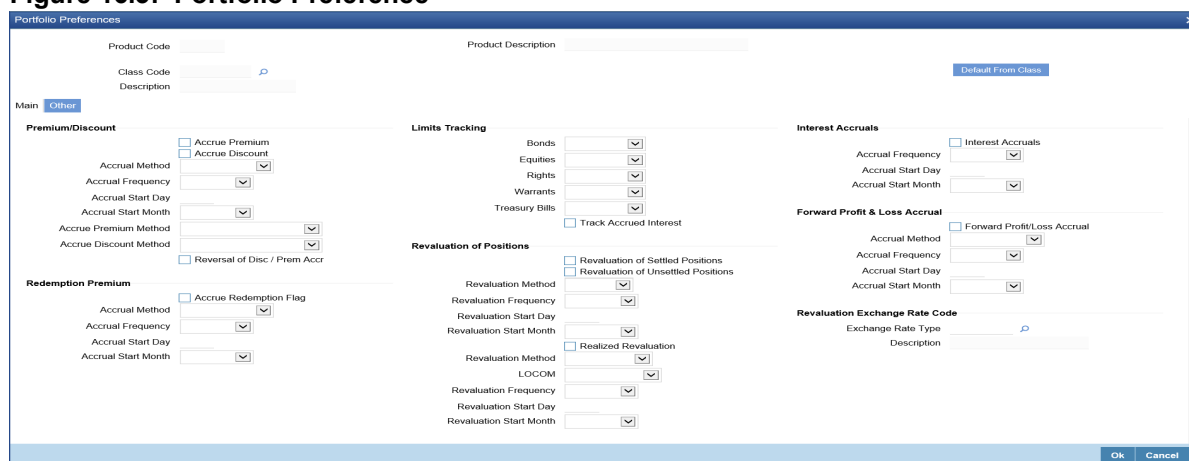 Portfolio Preferences
Product Code
Product Description
Class Code
Default From Class
Description
Main Other
Premium/Discount
Accrue Premium
Accrue Discount
Accrual Method
Accrual Frequency
Accrual Start Day
Accrual Start Month
Accrue Premium Method
Accrue Discount Method
Reversal of Disc / Prem Accr
Redemption Premium
Accrue Redemption Flag
Accrual Method
Accrual Frequency
Accrual Start Day
Accrual Start Month
Limits Tracking
Bonds
Equities
Rights
Warrants
Treasury Bills
Track Accrued Interest
Revaluation of Positions
Revaluation of Settled Positions
Revaluation of Unsettled Positions
Revaluation Method
Revaluation Frequency
Revaluation Start Day
Revaluation Start Month
Realized Revaluation
Revaluation Method
LOCOM
Revaluation Frequency
Revaluation Start Day
Revaluation Start Month
Interest Accruals
Interest Accruals
Accrual Frequency
Accrual Start Day
Accrual Start Month
Forward Profit & Loss Accrual
Forward Profit/Loss Accrual
Accrual Method
Accrual Frequency
Accrual Start Day
Accrual Start Month
Revaluation Exchange Rate Code
Exchange Rate Type
Description
Ok Cancel